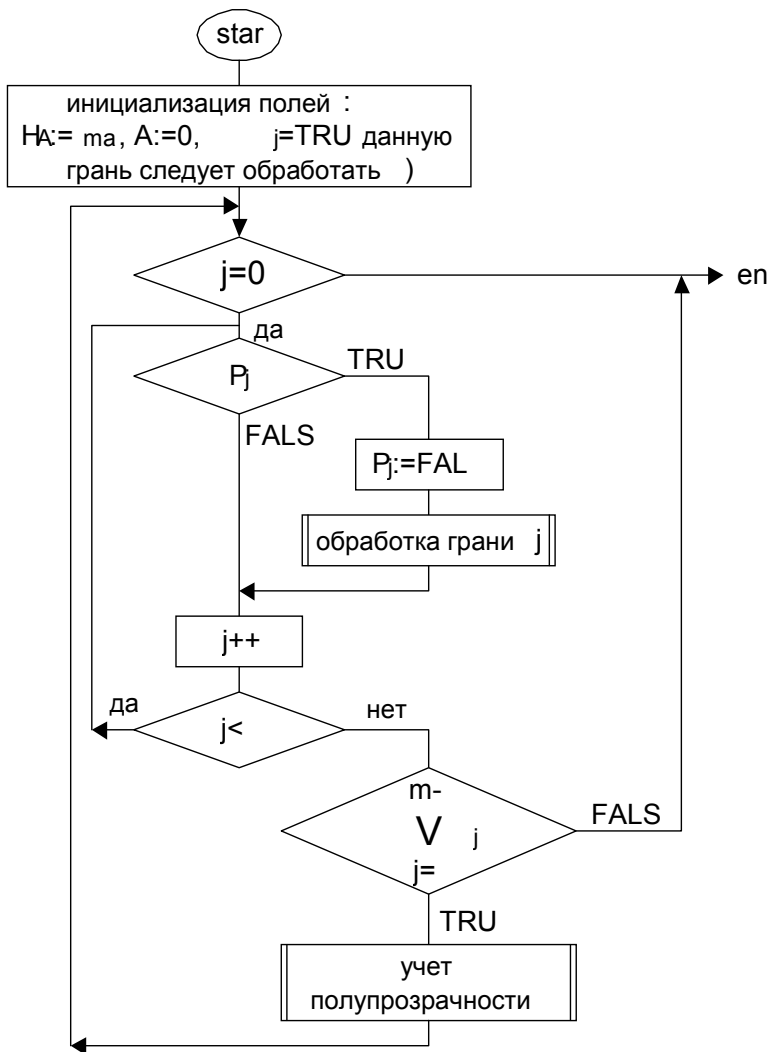 star
инициализация полей :
HA:= ma, A:=0, j=TRU данную
грань следует обработать )
j=0
en
да
Pj
TRU
FALS
Pj:=FAL
обработка грани j
j++
да
j<
нет
m-
V j
j=
FALS
TRU
учет
полупрозрачности